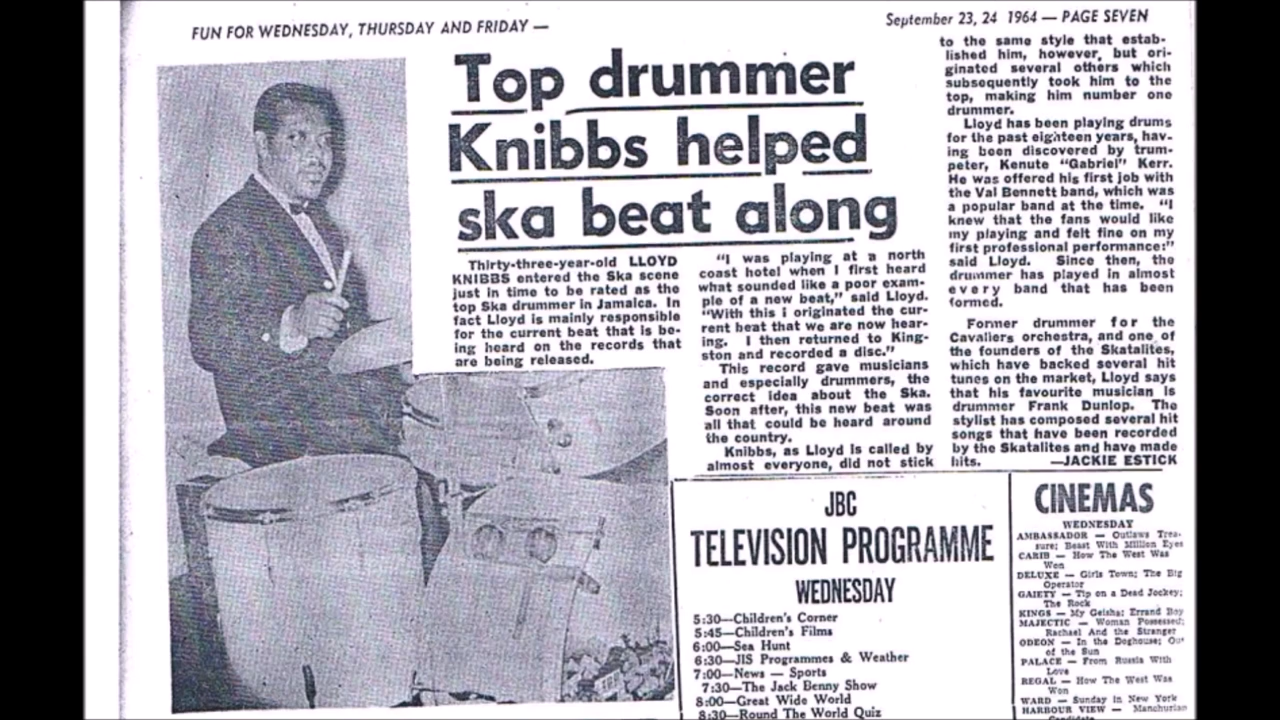 FUN FOR WEDNESDAY, THURSDAY AND FRIDAY —
September 23, 24 1964 — PAGE SEVEN
Top drummer
Knibbs helped
ska beat along
Thirty-three-year-old LLOYD
KNIBBS entered the Ska scene
just in time to be rated as the
top Ska drummer in Jamaica. In
fact Lloyd is mainly responsible
for the current beat that is be-
ing heard on the records that
are being released.
"I was playing at a north
coast hotel when I first heard
what sounded like a poor exam-
ple of a new beat," said Lloyd.
"With this i originated the cur-
rent beat that we are now hear-
ing. I then returned to King-
ston and recorded a disc."
This record gave musicians
and especially drummers, the
correct idea about the Ska.
Soon after, this new beat was
all that could be heard around
the country.
Knibbs, as Lloyd is called by
almost everyone, did not stick
to the same style that estab-
lished him, however, but ori-
ginated several others which
subsequently took him to the
top, making him number one
drummer.
Lloyd has been playing drums
for the past eighteen years, hav-
ing been discovered by trum-
peter, Kenute "Gabriel" Kerr.
He was offered his first job with
the Val Bennett band, which was
a popular band at the time. "I
knew that the fans would like
my playing and felt fine on my
first professional performance:"
said Lloyd. Since then, the
drummer has played in almost
every band that has been
formed.
Former drummer for the
Cavaliers orchestra, and one of
the founders of the Skatalites,
which have backed several hit
tunes on the market, Lloyd says
that his favourite musician is
drummer Frank Dunlop. The
stylist has composed several hit
songs that have been recorded
by the Skatalites and have made
hits. —JACKIE ESTICK
JBC
TELEVISION PROGRAMME
WEDNESDAY
5:30—Children's Corner
5:45—Children's Films
6:00—Sea Hunt
6:30—JIS Programmes & Weather
7:00—News — Sports
7:30—The Jack Benny Show
8:00—Great Wide World
8:30—Round The World Quiz
CINEMAS
WEDNESDAY
AMBASSADOR — Outlaws Trea-
sure; Beast With Million Eyes
CARIB — How The West Was
Won
DELUXE — Girls Town; The Big
Operator
GAIETY — Tip on a Dead Jockey;
The Rock
KINGS — My Geisha; Errand Boy
MAJECTIC — Woman Possessed;
Rachael And the Stranger
ODEON — In the Doghouse; Out
of the Sun
PALACE — From Russia With
Love
REGAL — How The West Was
Won
WARD — Sunday In New York
HARBOUR VIEW — Manchurian